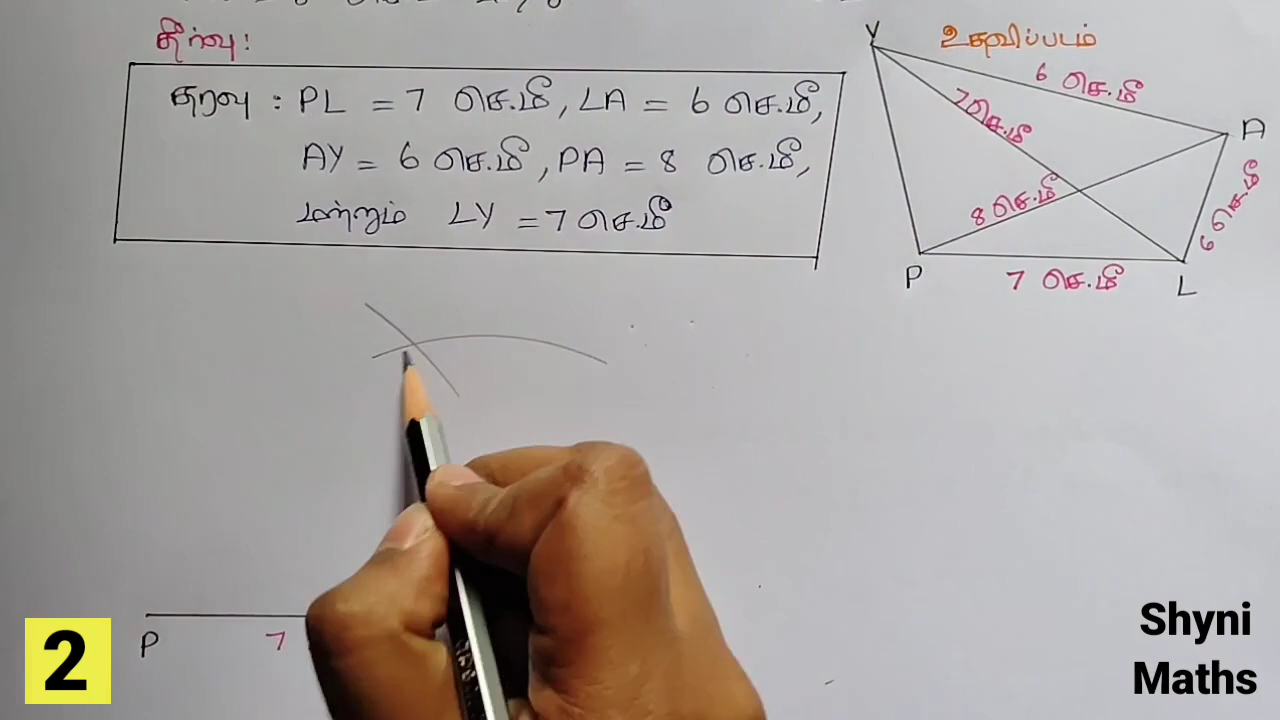 தீர்வு:
தரவு : PL = 7 செ.மீ, LA = 6 செ.மீ,
AY = 6 செ.மீ, PA = 8 செ.மீ,
மற்றும் LY = 7 செ.மீ
உதவிப்படம்
Y
6 செ.மீ
7 செ.மீ
A
8 செ.மீ
6 செ.மீ
P
7 செ.மீ
L
P
7
2
Shyni
Maths